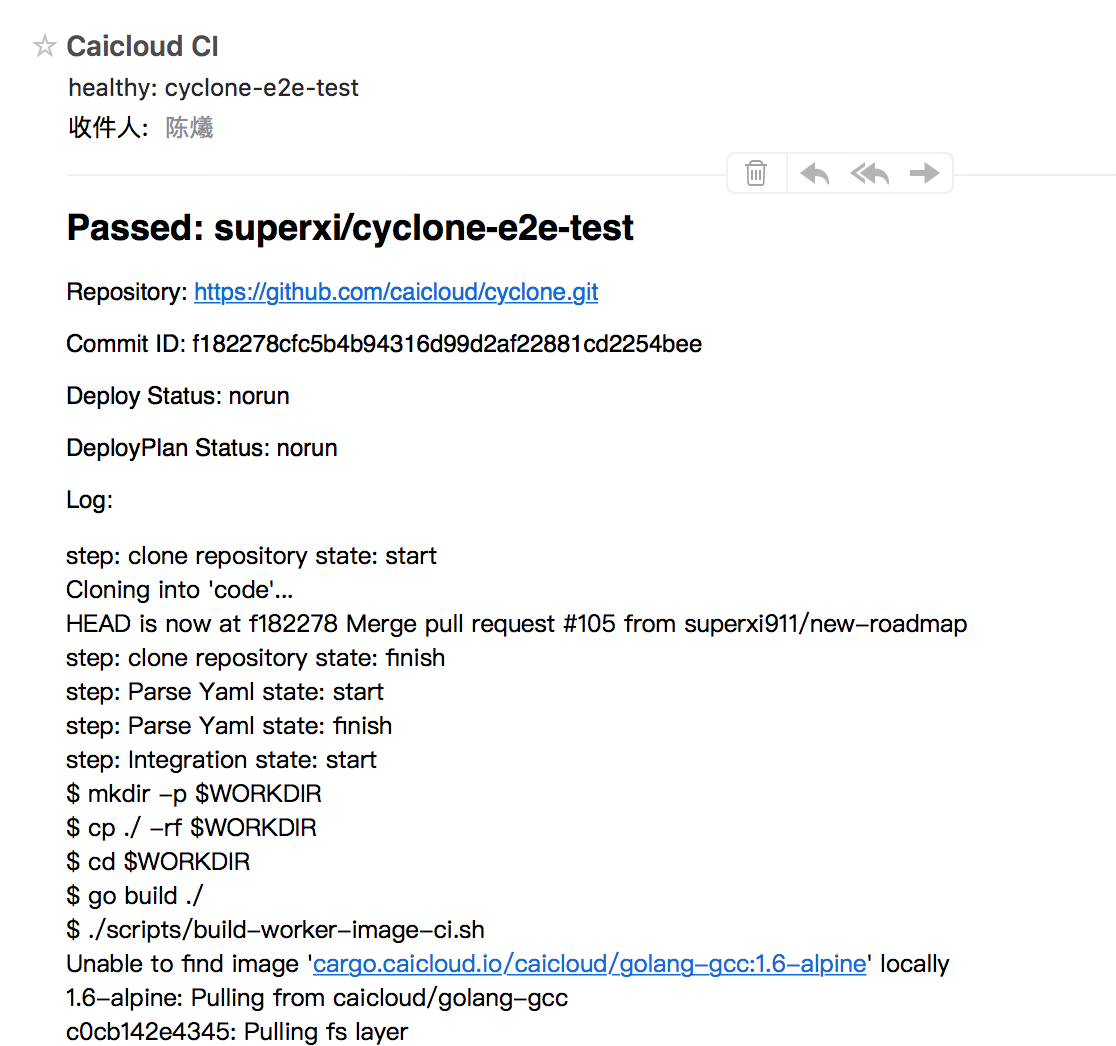 Caicloud CI
healthy: cyclone-e2e-test
收件人: 陈爔
Passed: superxi/cyclone-e2e-test
Repository: https://github.com/caicloud/cyclone.git
Commit ID: f182278cfc5b4b94316d99d2af22881cd2254bee
Deploy Status: norun
DeployPlan Status: norun
Log:
step: clone repository state: start
Cloning into 'code'...
HEAD is now at f182278 Merge pull request #105 from superxi911/new-roadmap
step: clone repository state: finish
step: Parse Yaml state: start
step: Parse Yaml state: finish
step: Integration state: start
$ mkdir -p $WORKDIR
$ cp ./ -rf $WORKDIR
$ cd $WORKDIR
$ go build ./
$ ./scripts/build-worker-image-ci.sh
Unable to find image 'cargo.caicloud.io/caicloud/golang-gcc:1.6-alpine' locally
1.6-alpine: Pulling from caicloud/golang-gcc
c0cb142e4345: Pulling fs layer